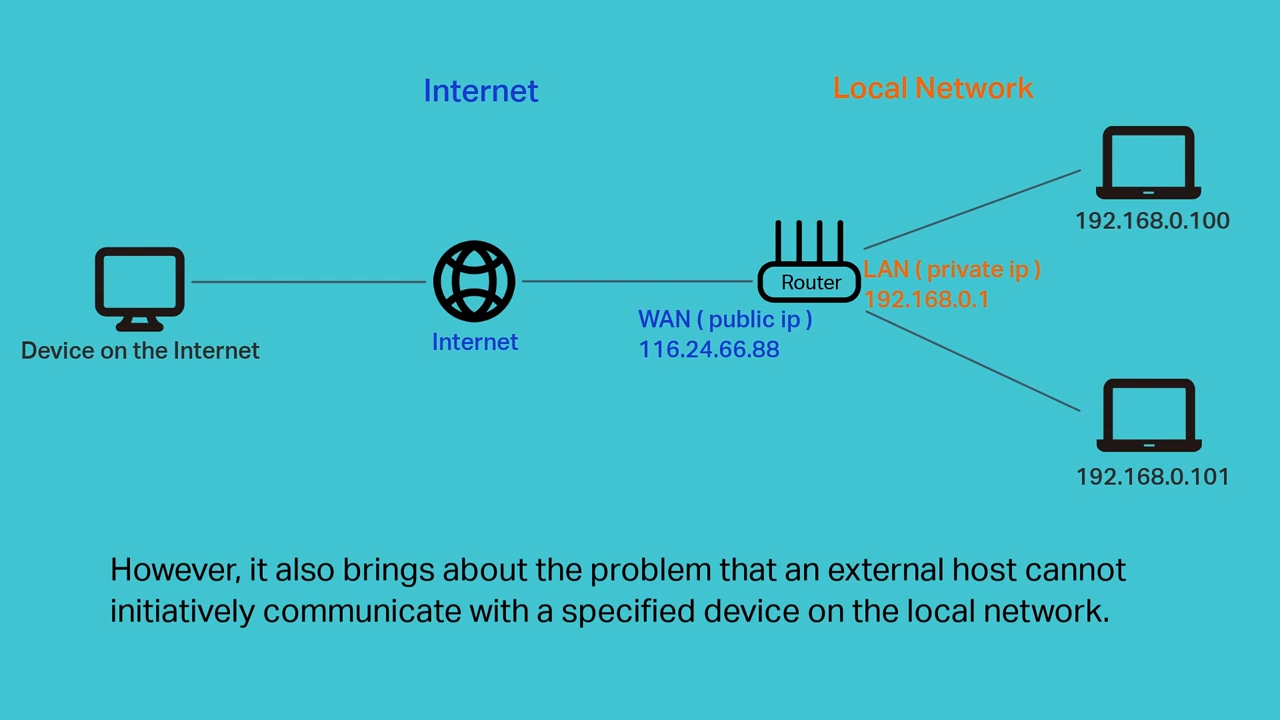 Internet
Local Network
192.168.0.100
Router
LAN ( private ip )
192.168.0.1
WAN ( public ip )
116.24.66.88
Internet
Device on the Internet
192.168.0.101
However, it also brings about the problem that an external host cannot
initiatively communicate with a specified device on the local network.